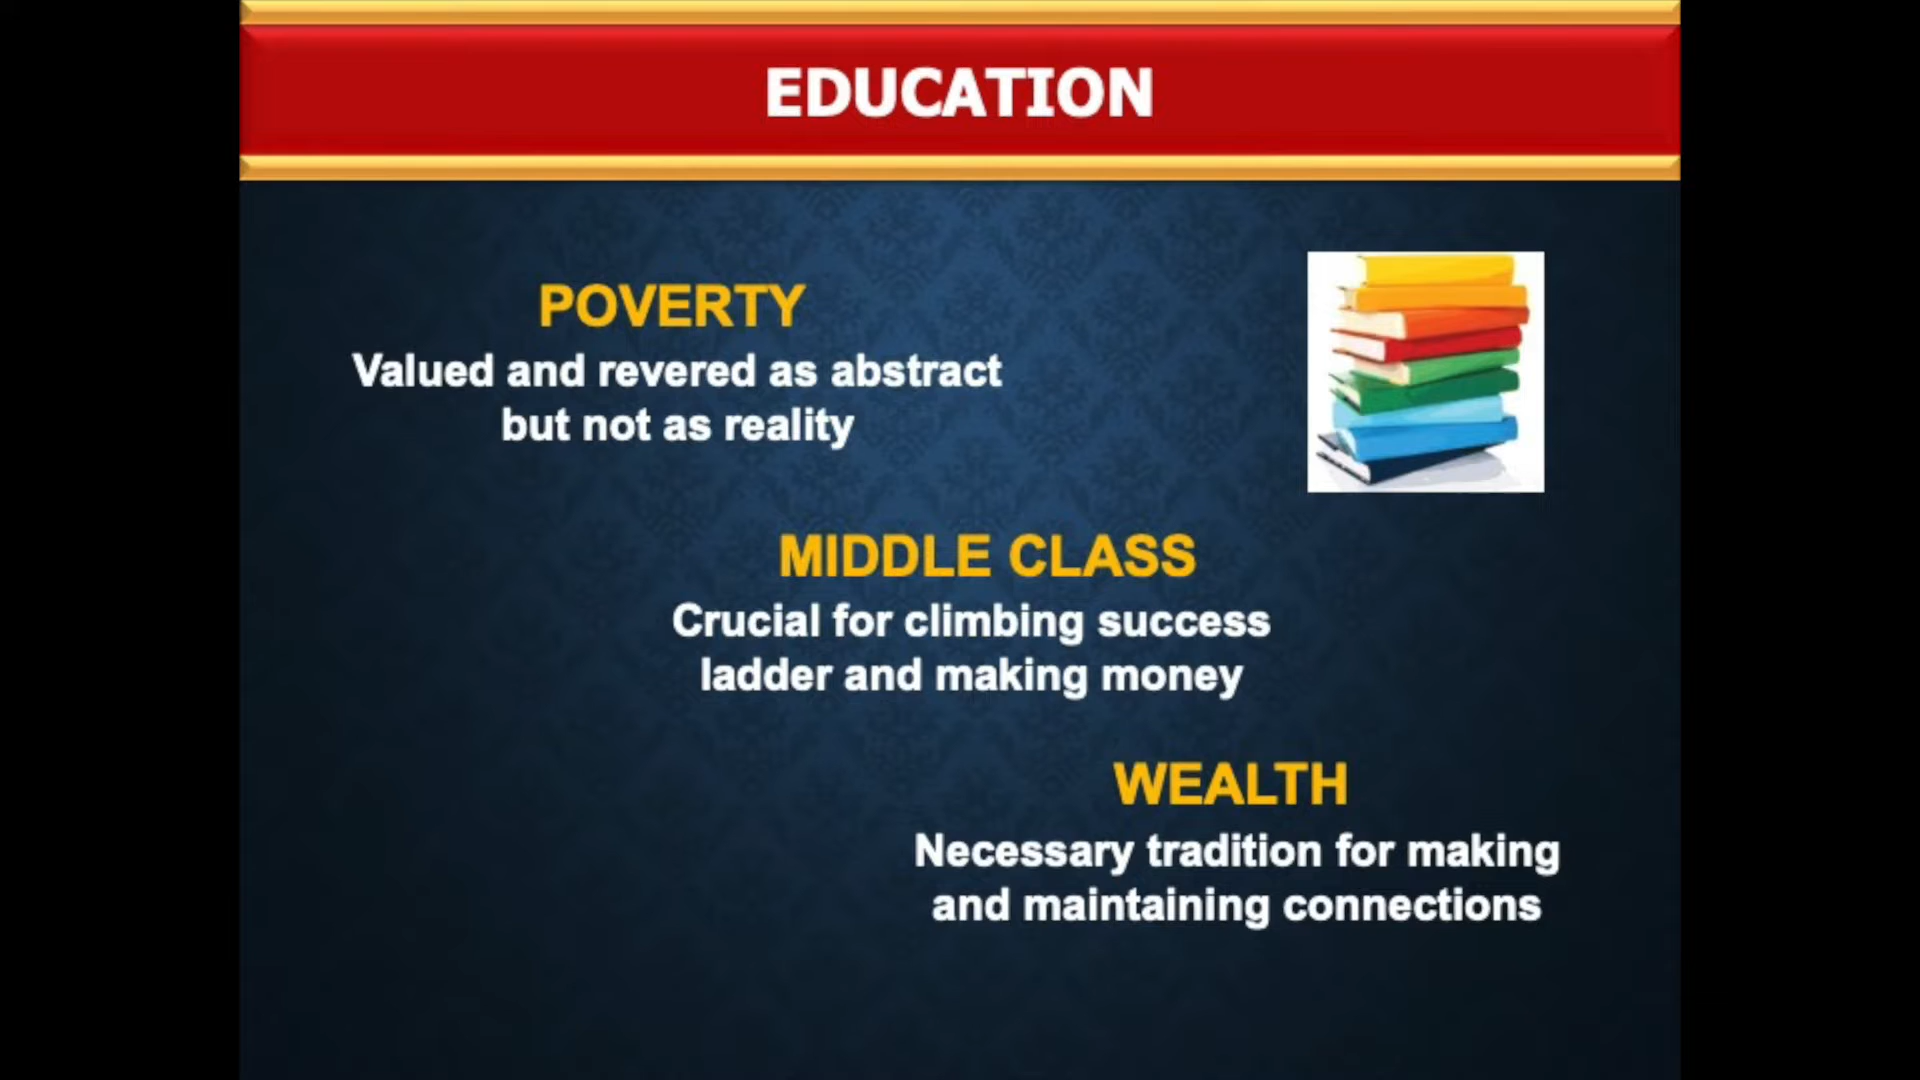 EDUCATION
POVERTY
Valued and revered as abstract
but not as reality
MIDDLE CLASS
Crucial for climbing success
ladder and making money
WEALTH
Necessary tradition for making
and maintaining connections